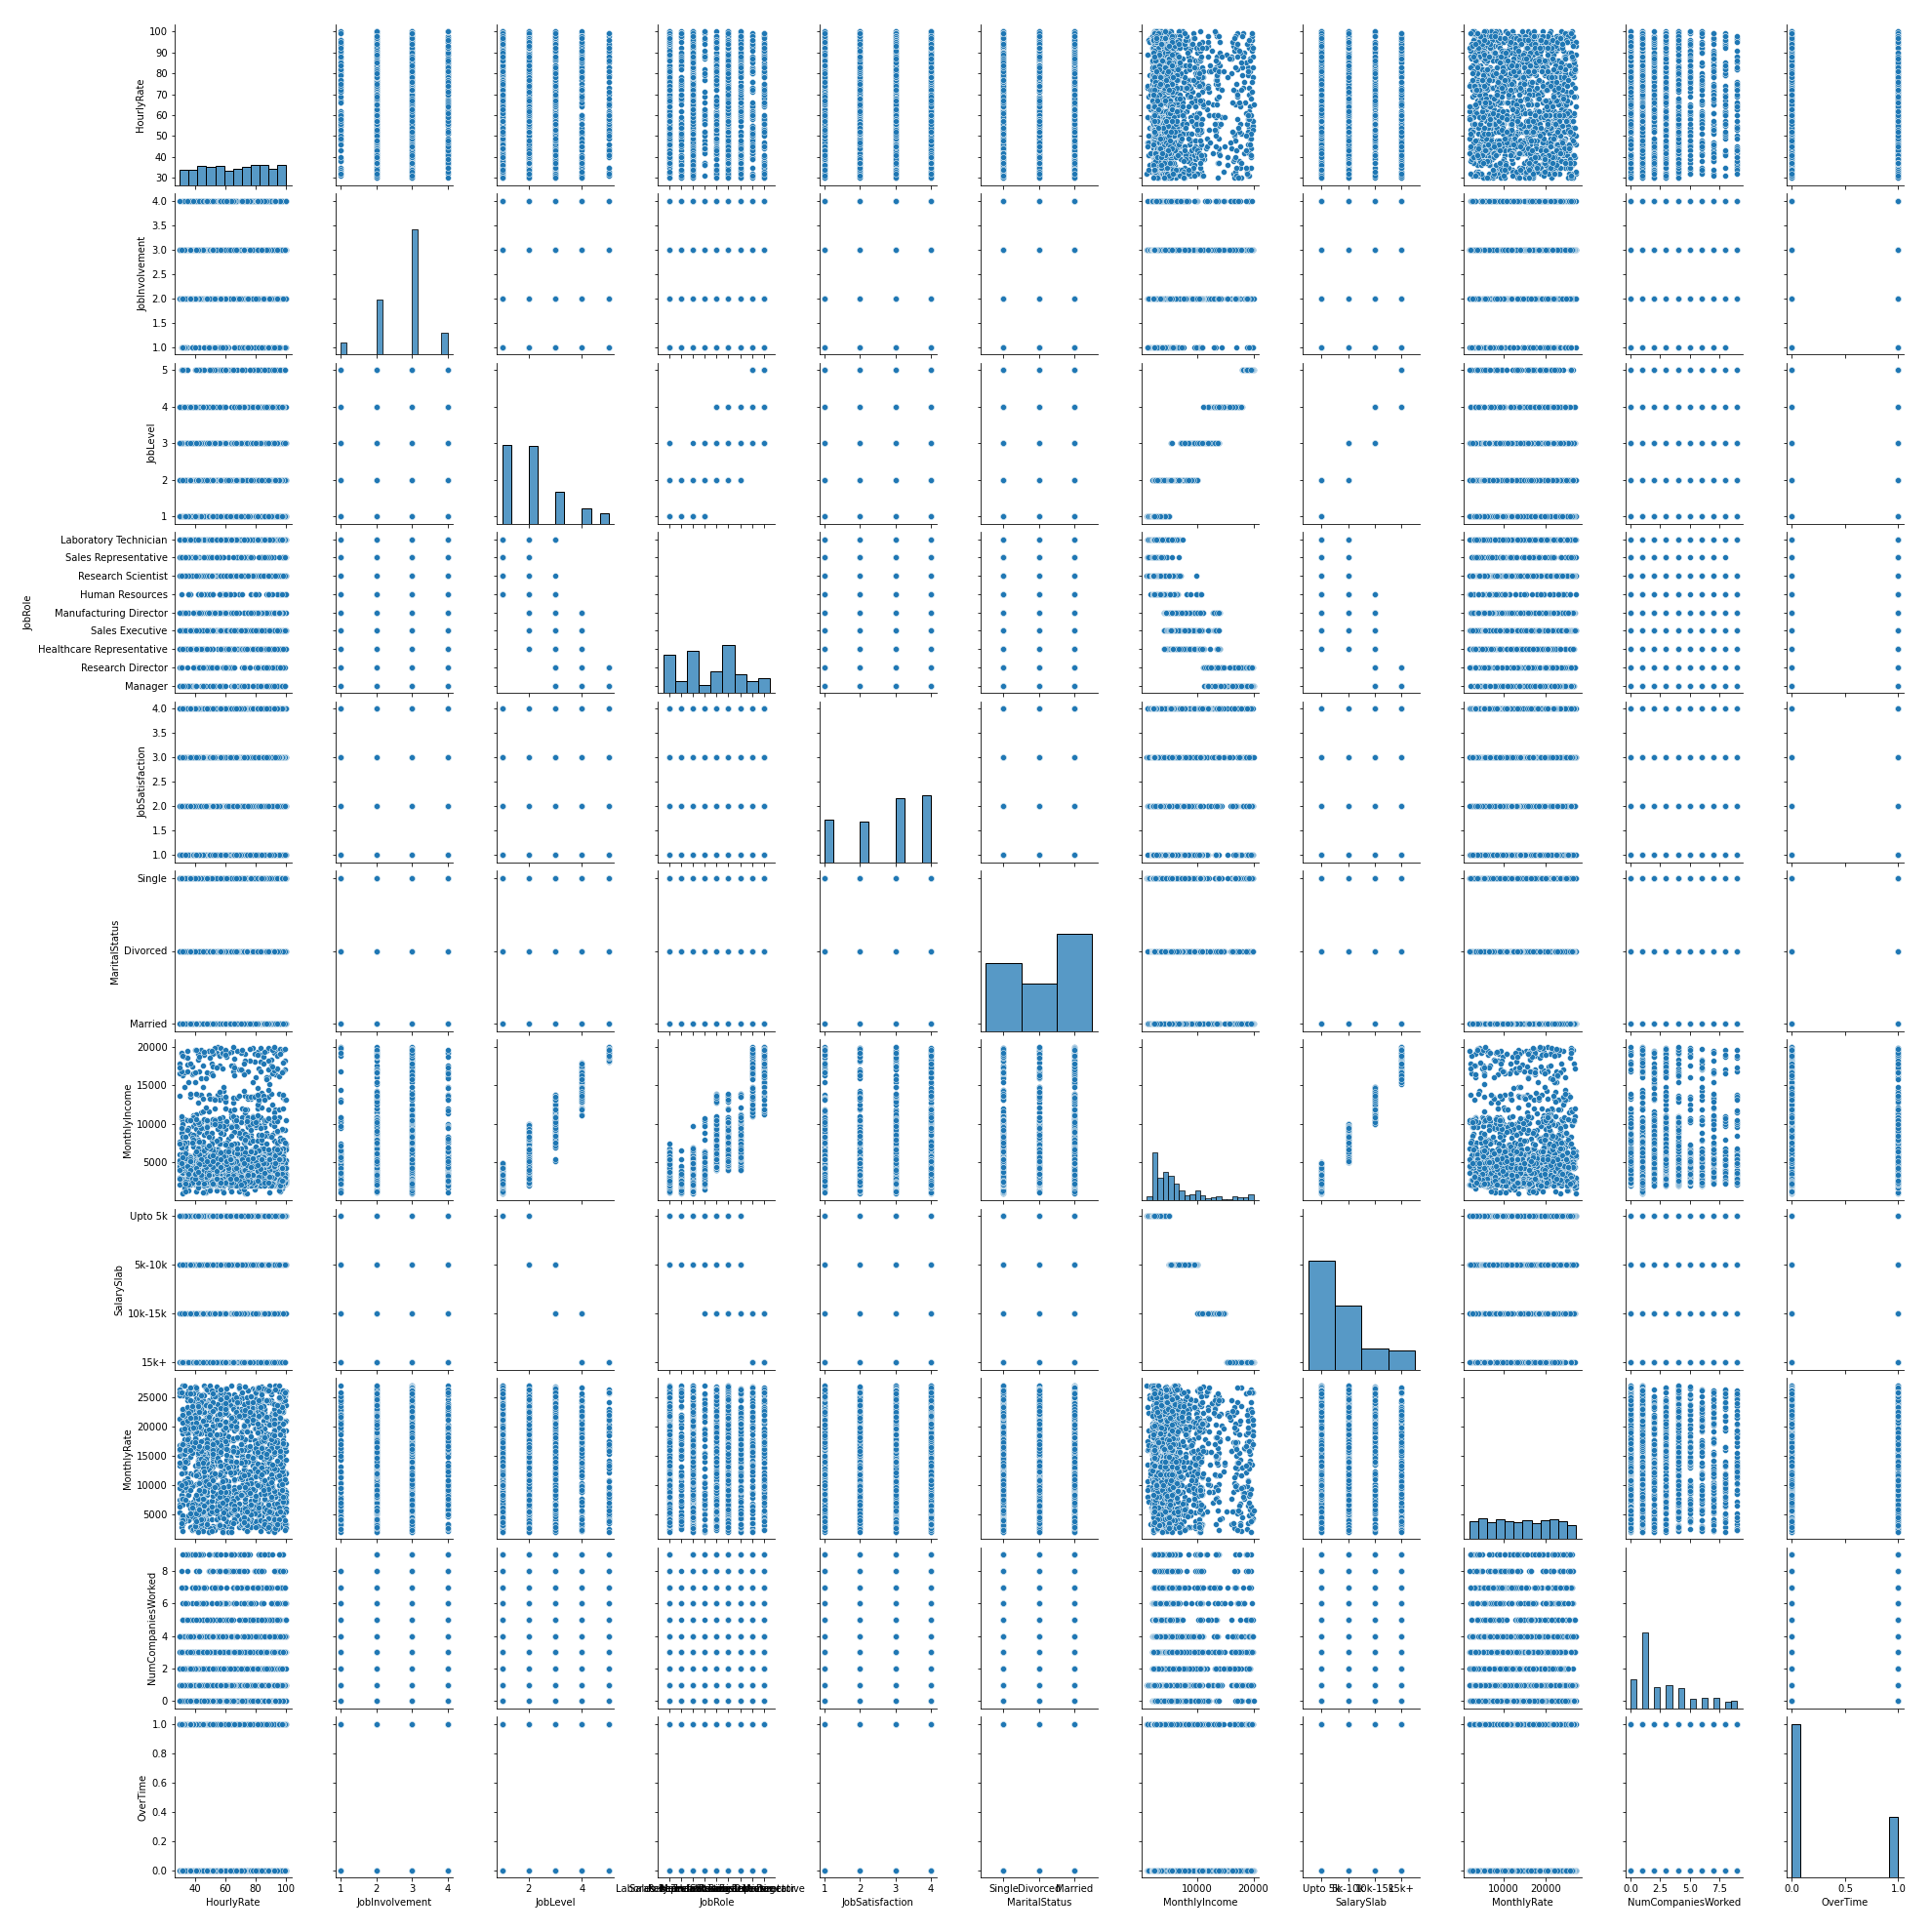 100
90
80
70
60
50
40
30
HourlyRate
4.0
3.5
3.0
2.5
2.0
1.5
1.0
JobInvolvement
5
4
3
2
1
JobLevel
Laboratory Technician
Sales Representative
Research Scientist
Human Resources
Manufacturing Director
Sales Executive
Healthcare Representative
Research Director
Manager
JobRole
4.0
3.5
3.0
2.5
2.0
1.5
1.0
JobSatisfaction
Single
Divorced
Married
MaritalStatus
20000
15000
10000
5000
MonthlyIncome
Upto 5k
5k-10k
10k-15k
15k+
SalarySlab
25000
20000
15000
10000
5000
MonthlyRate
8
6
4
2
0
NumCompaniesWorked
1.0
0.8
0.6
0.4
0.2
0.0
OverTime
40 60 80 100
HourlyRate
1 2 3 4
JobInvolvement
2 4
JobLevel
JobRole
1 2 3 4
JobSatisfaction
Single Divorced Married
MaritalStatus
10000 20000
MonthlyIncome
Upto 5k 5k-10k 10k-15k 15k+
SalarySlab
10000 20000
MonthlyRate
0.0 2.5 5.0 7.5
NumCompaniesWorked
0.0 0.5 1.0
OverTime